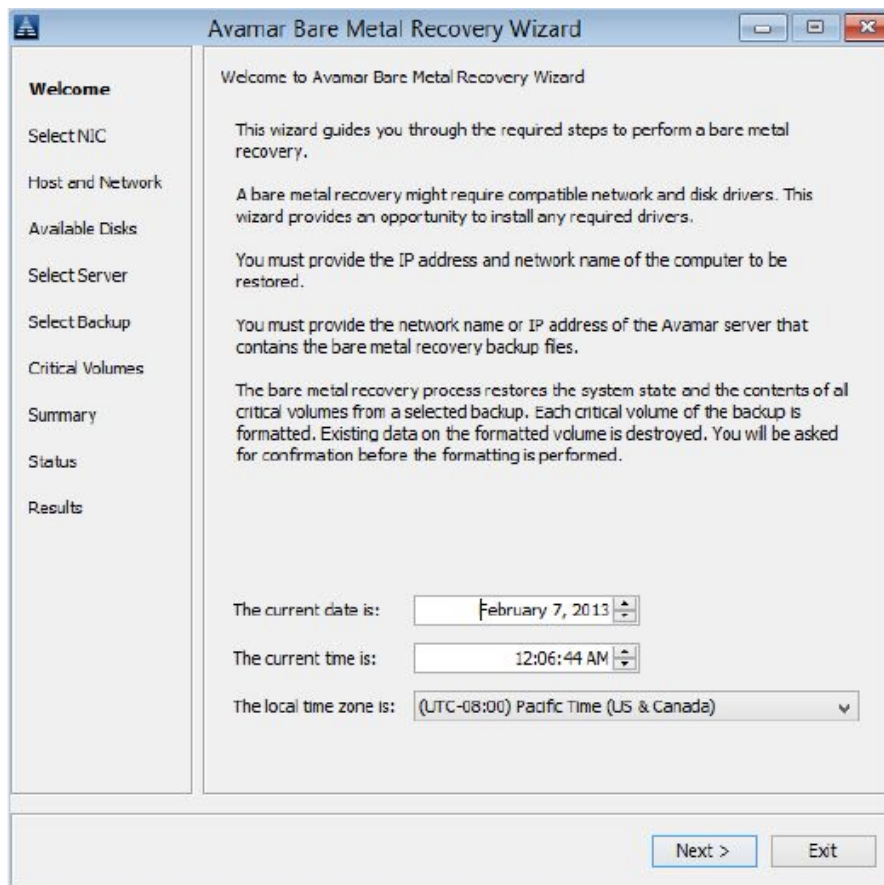 Avamar Bare Metal Recovery Wizard
Welcome
Select NIC
Host and Network
Available Disks
Select Server
Select Backup
Critical Volumes
Summary
Status
Results
Welcome to Avamar Bare Metal Recovery Wizard
This wizard guides you through the required steps to perform a bare metal
recovery.
A bare metal recovery might require compatible network and disk drivers. This
wizard provides an opportunity to install any required drivers.
You must provide the IP address and network name of the computer to be
restored.
You must provide the network name or IP address of the Avamar server that
contains the bare metal recovery backup files.
The bare metal recovery process restores the system state and the contents of all
critical volumes from a selected backup. Each critical volume of the backup is
formatted. Existing data on the formatted volume is destroyed. You will be asked
for confirmation before the formatting is performed.
The current date is: February 7, 2013
The current time is: 12:06:44 AM
The local time zone is: (UTC-08:00) Pacific Time (US & Canada)
Next > Exit